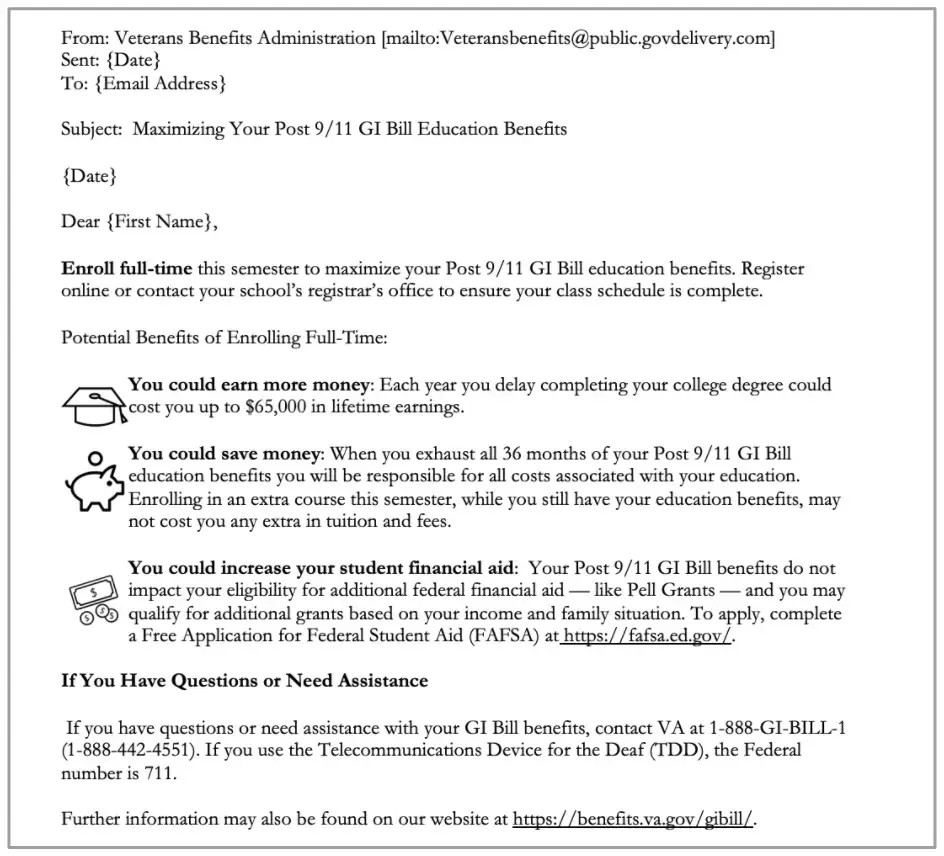 From: Veterans Benefits Administration [mailto:Veteransbenefits@public.govdelivery.com]
Sent: {Date}
To: {Email Address}
Subject:  Maximizing Your Post 9/11 GI Bill Education Benefits
{Date}
Dear {First Name},
Enroll full-time this semester to maximize your Post 9/11 GI Bill education benefits. Register
online or contact your school’s registrar’s office to ensure your class schedule is complete.
Potential Benefits of Enrolling Full-Time:
You could earn more money: Each year you delay completing your college degree could
cost you up to $65,000 in lifetime earnings.
You could save money: When you exhaust all 36 months of your Post 9/11 GI Bill
education benefits you will be responsible for all costs associated with your education.
Enrolling in an extra course this semester, while you still have your education benefits, may
not cost you any extra in tuition and fees.
You could increase your student financial aid:  Your Post 9/11 GI Bill benefits do not
impact your eligibility for additional federal financial aid — like Pell Grants — and you may
qualify for additional grants based on your income and family situation. To apply, complete
a Free Application for Federal Student Aid (FAFSA) at https://fafsa.ed.gov/.
If You Have Questions or Need Assistance
If you have questions or need assistance with your GI Bill benefits, contact VA at 1-888-GI-BILL-1
(1-888-442-4551). If you use the Telecommunications Device for the Deaf (TDD), the Federal
number is 711.
Further information may also be found on our website at https://benefits.va.gov/gibill/.